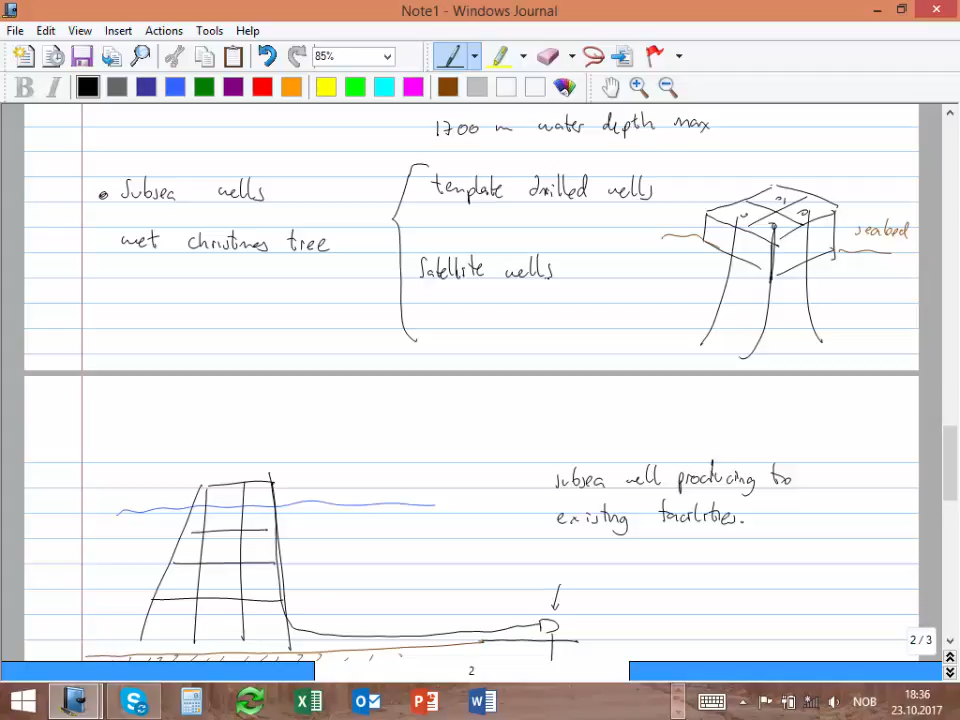 Note1 - Windows Journal
File Edit View Insert Actions Tools Help
85%
B I
1700 m water depth max
• Subsea wells
wet christmas tree
template drilled wells
Satellite wells
seabed
subsea well producing to
existing facilities.
2 / 3
2
NOB
18:36
23.10.2017